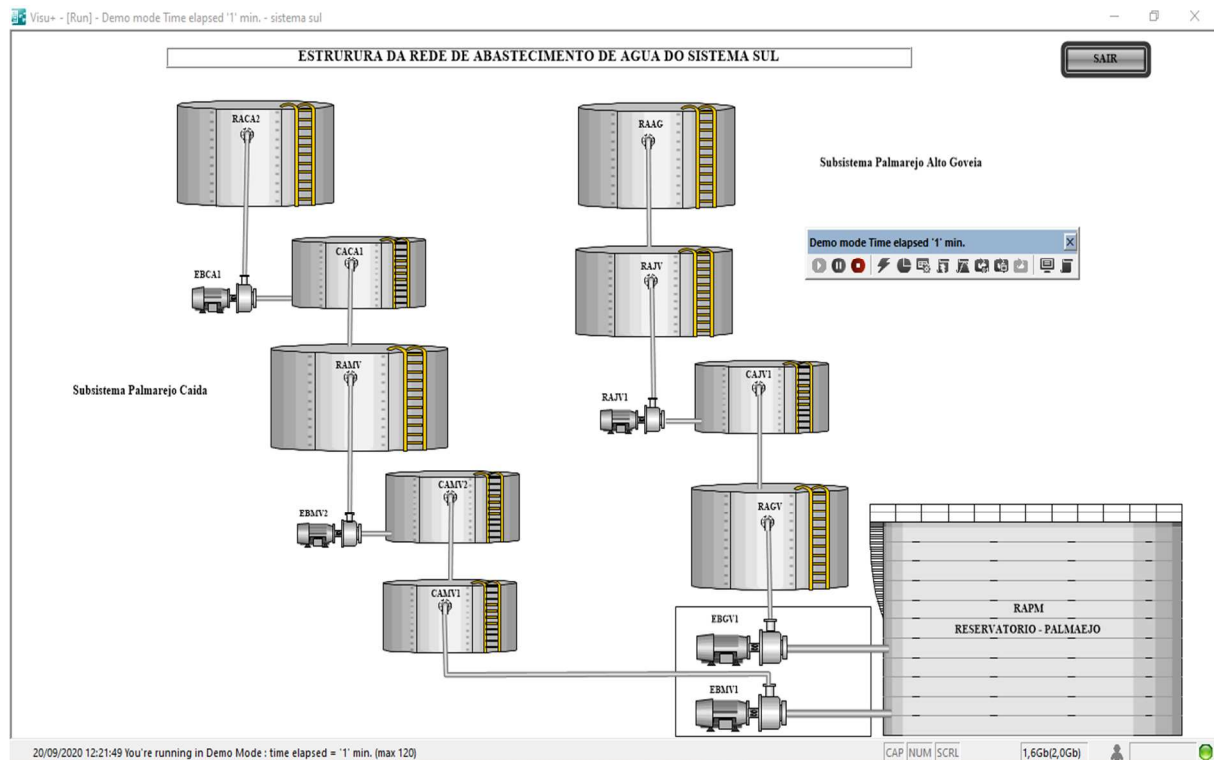 Visu+ - [Run] - Demo mode Time elapsed '1' min. - sistema sul
ESTRURURA DA REDE DE ABASTECIMENTO DE AGUA DO SISTEMA SUL
SAIR
RACA2
RAAG
Subsistema Palmarejo Alto Goveia
Demo mode Time elapsed '1' min.
CACA1
EBCA1
RAJV
RAMV
Subsistema Palmarejo Caida
CAJV1
RAJV1
CAMV2
EBMV2
RAGV
CAMV1
RAPM
RESERVATORIO - PALMAEJO
EBGV1
EBMV1
20/09/2020 12:21:49 You're running in Demo Mode : time elapsed = '1' min. (max 120)
CAP NUM SCRL
1,6Gb(2,0Gb)